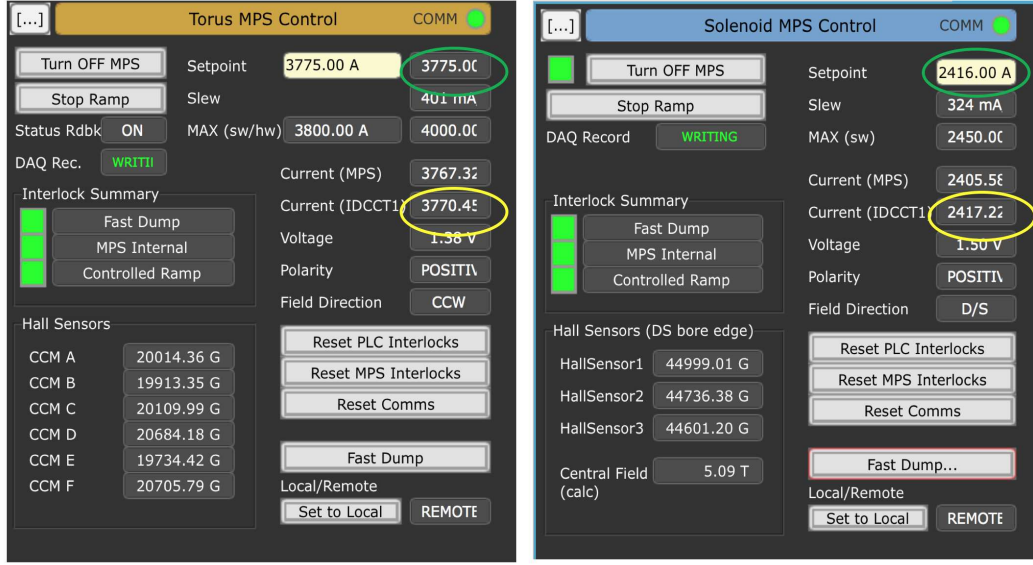 [...] Torus MPS Control COMM
Turn OFF MPS
Stop Ramp
Status Rdbk ON
DAQ Rec. WRITII
Setpoint 3775.00 A 3775.0C
Slew 401 mA
MAX (sw/hw) 3800.00 A 4000.0C
Current (MPS) 3767.32
Current (IDCCT1) 3770.45
Voltage 1.38 V
Polarity POSITI\
Field Direction CCW
Interlock Summary
Fast Dump
MPS Internal
Controlled Ramp
Hall Sensors
CCM A 20014.36 G
CCM B 19913.35 G
CCM C 20109.99 G
CCM D 20684.18 G
CCM E 19734.42 G
CCM F 20705.79 G
Reset PLC Interlocks
Reset MPS Interlocks
Reset Comms
Fast Dump
Local/Remote
Set to Local REMOTE
[...] Solenoid MPS Control COMM
Turn OFF MPS
Stop Ramp
DAQ Record WRITING
Setpoint 2416.00 A
Slew 324 mA
MAX (sw) 2450.0C
Current (MPS) 2405.58
Current (IDCCT1) 2417.22
Voltage 1.50 V
Polarity POSITI\
Field Direction D/S
Interlock Summary
Fast Dump
MPS Internal
Controlled Ramp
Hall Sensors (DS bore edge)
HallSensor1 44999.01 G
HallSensor2 44736.38 G
HallSensor3 44601.20 G
Central Field 5.09 T
(calc)
Reset PLC Interlocks
Reset MPS Interlocks
Reset Comms
Fast Dump...
Local/Remote
Set to Local REMOTE